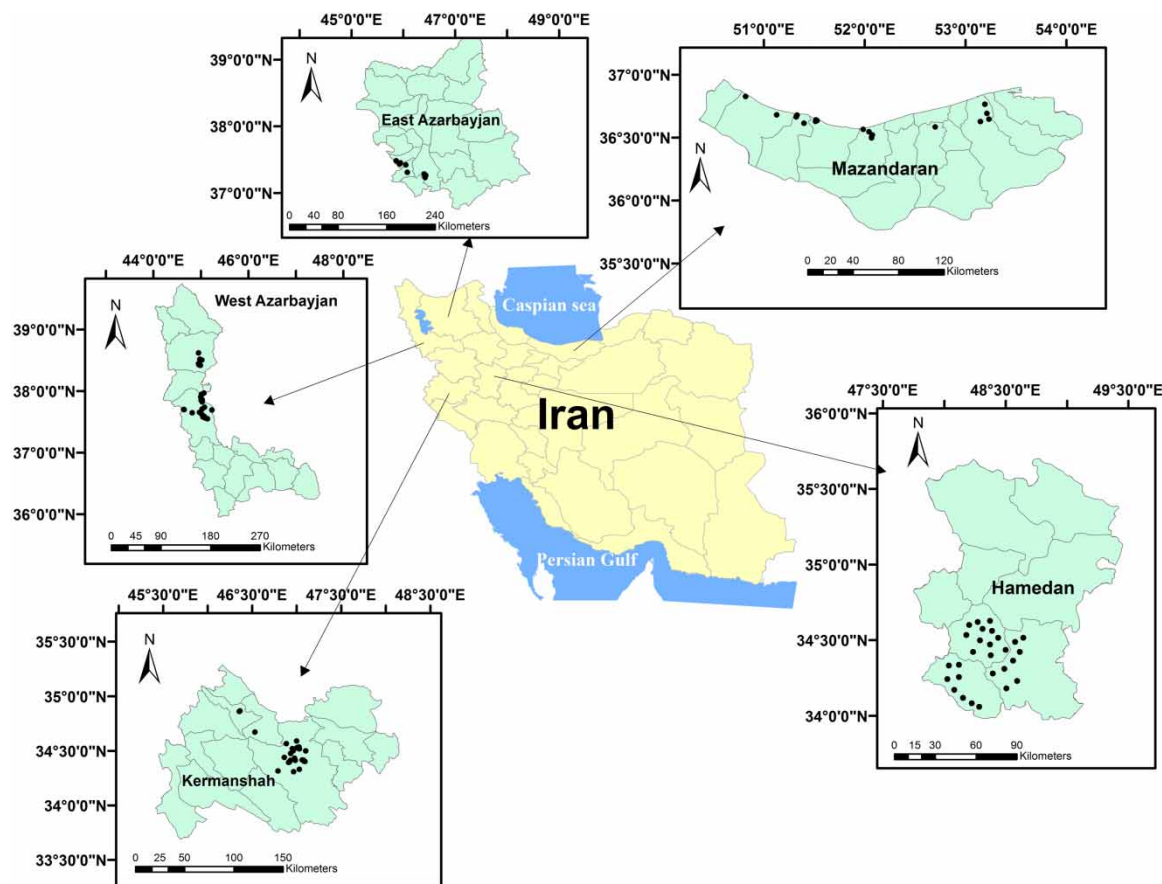 45°0'0"E 47°0'0"E 49°0'0"E
39°0'0"N
38°0'0"N
37°0'0"N
N
East Azarbayjan
0 40 80 160 240
Kilometers
51°0'0"E 52°0'0"E 53°0'0"E 54°0'0"E
37°0'0"N
36°30'0"N
36°0'0"N
35°30'0"N
N
Mazandaran
0 20 40 80 120
Kilometers
44°0'0"E 46°0'0"E 48°0'0"E
39°0'0"N
38°0'0"N
37°0'0"N
36°0'0"N
N
West Azarbayjan
0 45 90 180 270
Kilometers
Caspian sea
Iran
Persian Gulf
47°30'0"E 48°30'0"E 49°30'0"E
36°0'0"N
35°30'0"N
35°0'0"N
34°30'0"N
34°0'0"N
N
Hamedan
0 15 30 60 90
Kilometers
45°30'0"E 46°30'0"E 47°30'0"E 48°30'0"E
35°30'0"N
35°0'0"N
34°30'0"N
34°0'0"N
33°30'0"N
N
Kermanshah
0 25 50 100 150
Kilometers